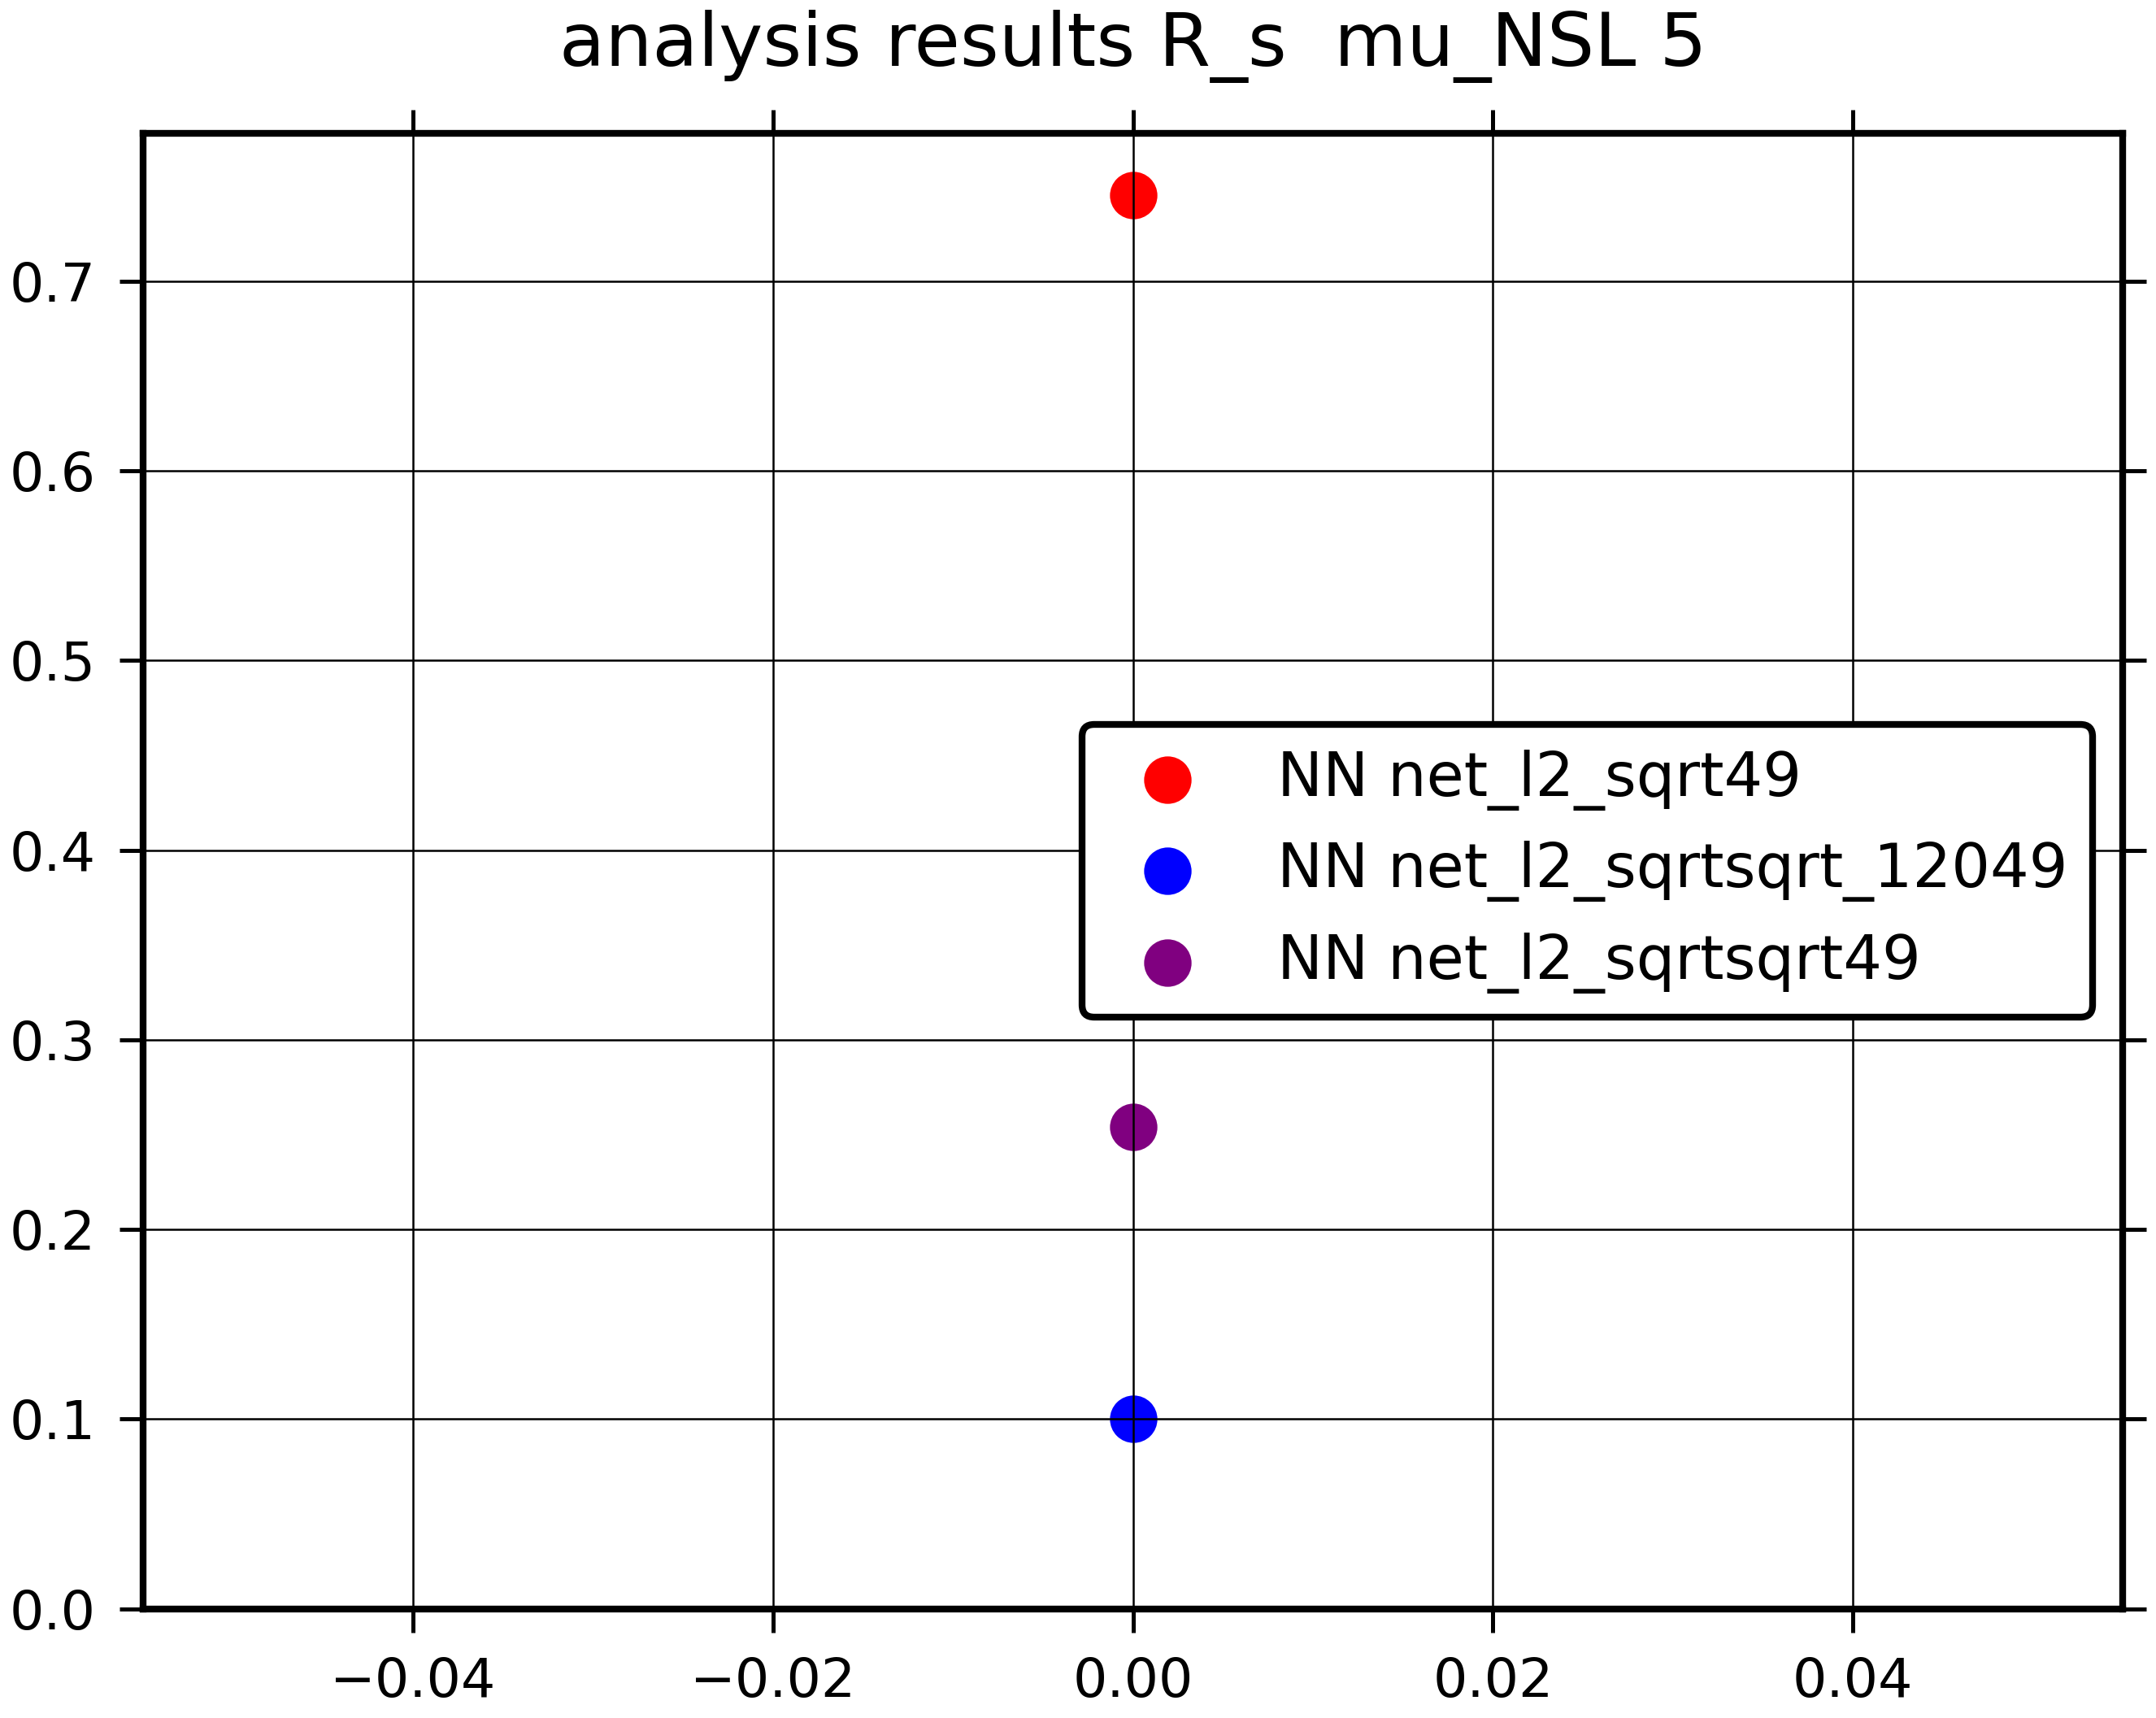 analysis results R_s  mu_NSL 5
0.7
0.6
0.5
0.4
0.3
0.2
0.1
0.0
NN net_l2_sqrt49
NN net_l2_sqrtsqrt_12049
NN net_l2_sqrtsqrt49
−0.04 −0.02 0.00 0.02 0.04